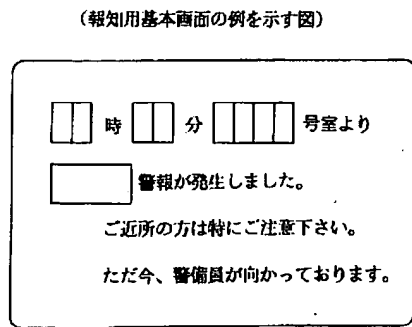 (報知用基本画面の例を示す図)
時 分 号室より
警報が発生しました。
ご近所の方は特にご注意下さい。
ただ今、警備員が向かっております。